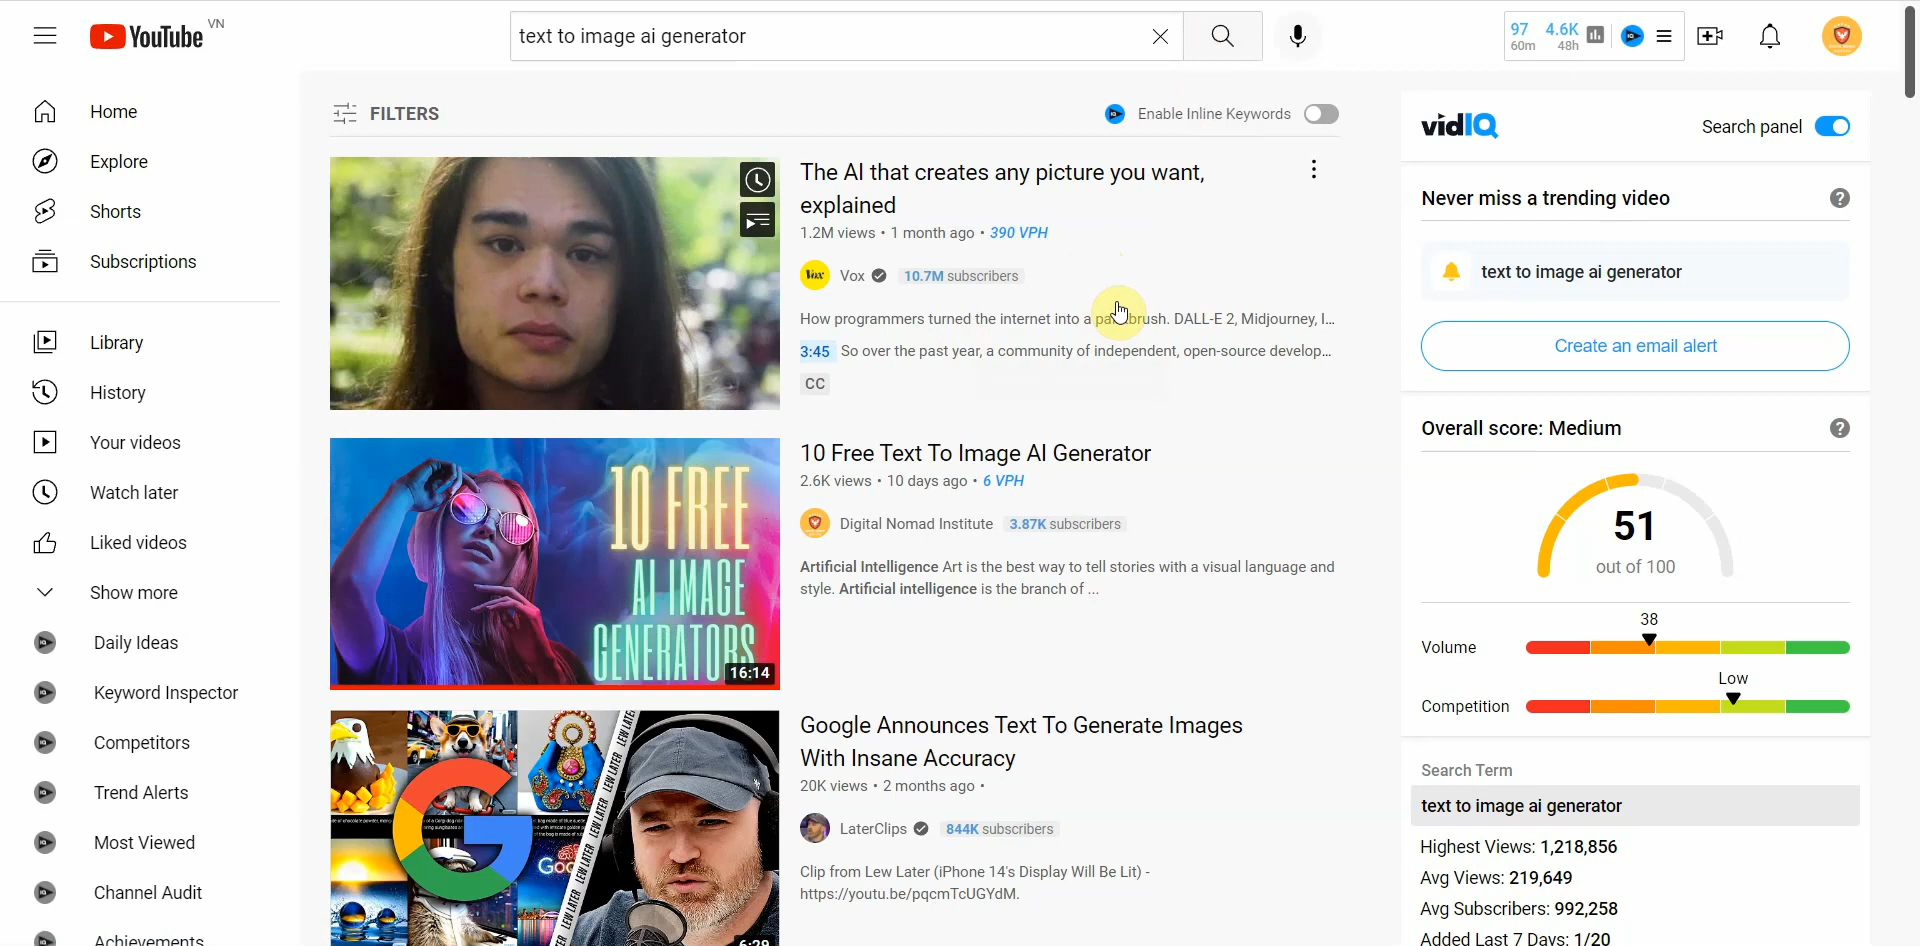 YouTube VN
text to image ai generator
97 4.6K
60m 48h
Home
Explore
Shorts
Subscriptions
Library
History
Your videos
Watch later
Liked videos
Show more
Daily Ideas
Keyword Inspector
Competitors
Trend Alerts
Most Viewed
Channel Audit
Achievements
FILTERS
Enable Inline Keywords
The AI that creates any picture you want,
explained
1.2M views • 1 month ago • 390 VPH
Vox
Vox 10.7M subscribers
How programmers turned the internet into a paintbrush. DALL-E 2, Midjourney, I...
3:45 So over the past year, a community of independent, open-source develop...
CC
10 FREE
AI IMAGE
GENERATORS
16:14
10 Free Text To Image AI Generator
2.6K views • 10 days ago • 6 VPH
Digital Nomad Institute 3.87K subscribers
Artificial Intelligence Art is the best way to tell stories with a visual language and
style. Artificial intelligence is the branch of ...
LEW LATER LEW LATER LEW LATER
6:29
Google Announces Text To Generate Images
With Insane Accuracy
20K views • 2 months ago •
LaterClips 844K subscribers
Clip from Lew Later (iPhone 14's Display Will Be Lit) -
https://youtu.be/pqcmTcUGYdM.
vidIQ
Search panel
Never miss a trending video ?
text to image ai generator
Create an email alert
Overall score: Medium ?
51
out of 100
38
Volume
Low
Competition
Search Term
text to image ai generator
Highest Views: 1,218,856
Avg Views: 219,649
Avg Subscribers: 992,258
Added Last 7 Days: 1/20